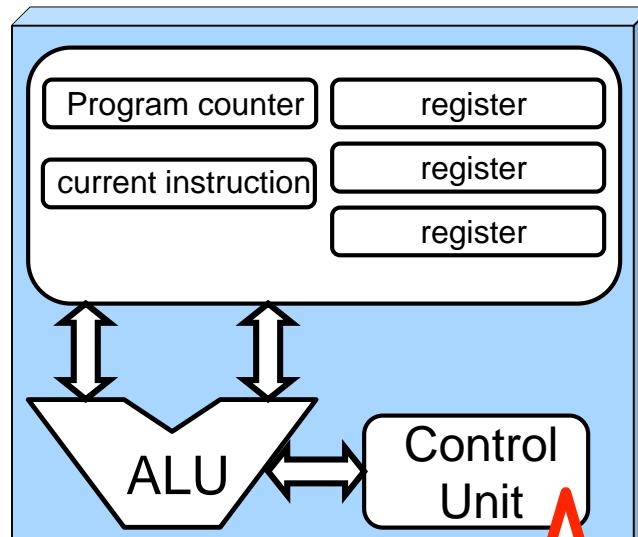 Program counter
current instruction
register
register
register
ALU
Control
Unit